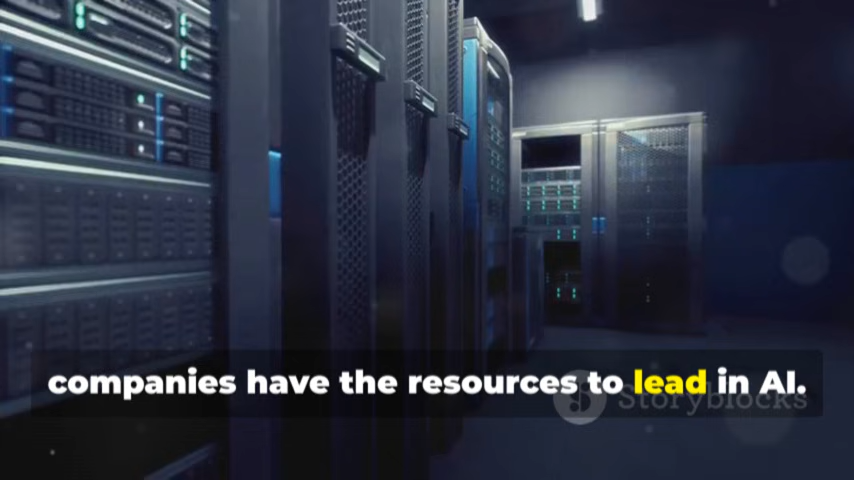 companies have the resources to lead in AI.
Storyblocks